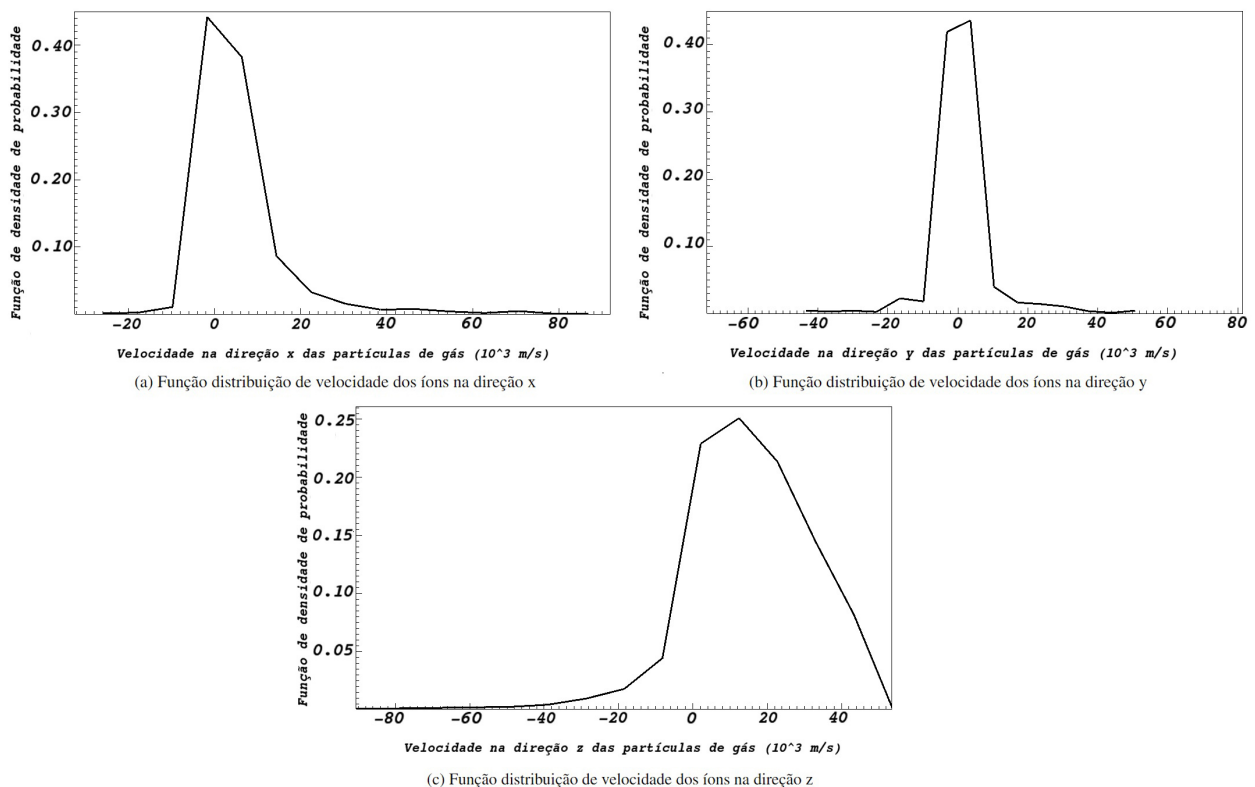 Função de densidade de probabilidade
0.40
0.30
0.20
0.10
-20 0 20 40 60 80
Velocidade na direção x das partículas de gás (10^3 m/s)
(a) Função distribuição de velocidade dos íons na direção x
Função de densidade de probabilidade
0.40
0.30
0.20
0.10
-60 -40 -20 0 20 40 60 80
Velocidade na direção y das partículas de gás (10^3 m/s)
(b) Função distribuição de velocidade dos íons na direção y
Função de densidade de probabilidade
0.25
0.20
0.15
0.10
0.05
-80 -60 -40 -20 0 20 40
Velocidade na direção z das partículas de gás (10^3 m/s)
(c) Função distribuição de velocidade dos íons na direção z